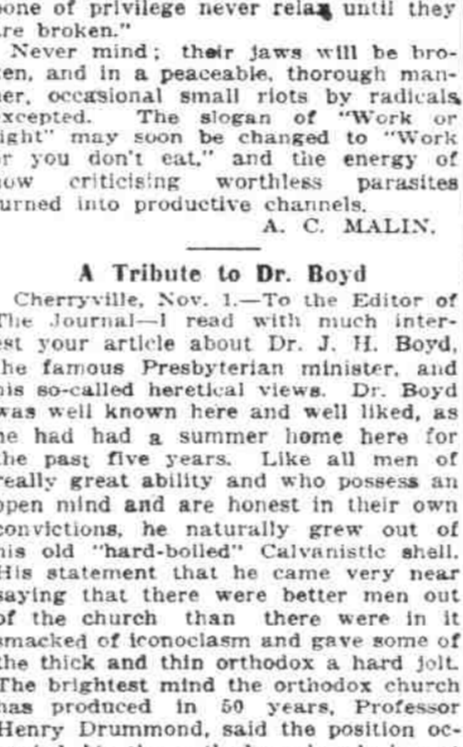 bone of privilege never relax until they
are broken."
Never mind; their jaws will be bro-
ken, and in a peaceable, thorough man-
ner, occasional small riots by radicals
excepted. The slogan of "Work or
fight" may soon be changed to "Work
or you don't eat," and the energy of
now criticising worthless parasites
turned into productive channels.
A. C. MALIN.
A Tribute to Dr. Boyd
Cherryville, Nov. 1.—To the Editor of
The Journal—I read with much inter-
est your article about Dr. J. H. Boyd,
the famous Presbyterian minister, and
his so-called heretical views. Dr. Boyd
was well known here and well liked, as
he had had a summer home here for
the past five years. Like all men of
really great ability and who possess an
open mind and are honest in their own
convictions, he naturally grew out of
his old "hard-boiled" Calvanistic shell.
His statement that he came very near
saying that there were better men out
of the church than there were in it
smacked of iconoclasm and gave some of
the thick and thin orthodox a hard jolt.
The brightest mind the orthodox church
has produced in 50 years, Professor
Henry Drummond, said the position oc-